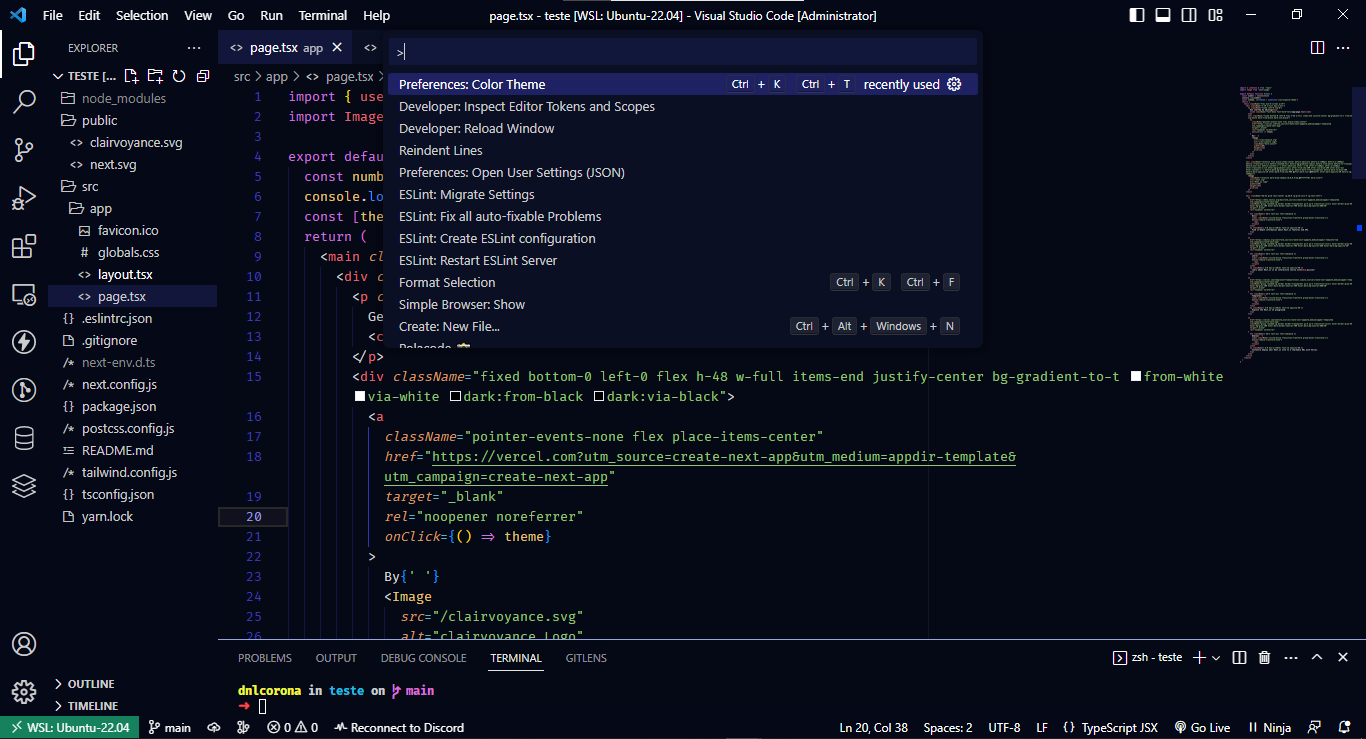 File Edit Selection View Go Run Terminal Help page.tsx - teste [WSL: Ubuntu-22.04] - Visual Studio Code [Administrator]
EXPLORER ···
TESTE [...
node_modules
public
<> clairvoyance.svg
<> next.svg
src
app
favicon.ico
# globals.css
<> layout.tsx
<> page.tsx
{} .eslintrc.json
.gitignore
/* next-env.d.ts
/* next.config.js
{} package.json
/* postcss.config.js
README.md
/* tailwind.config.js
{} tsconfig.json
yarn.lock
OUTLINE
TIMELINE
<> page.tsx app × <>
src > app > <> page.tsx >
>
Preferences: Color Theme Ctrl + K Ctrl + T recently used
Developer: Inspect Editor Tokens and Scopes
Developer: Reload Window
Reindent Lines
Preferences: Open User Settings (JSON)
ESLint: Migrate Settings
ESLint: Fix all auto-fixable Problems
ESLint: Create ESLint configuration
ESLint: Restart ESLint Server
Format Selection Ctrl + K Ctrl + F
Simple Browser: Show
Create: New File... Ctrl + Alt + Windows + N
Polacode
1 import { use
2 import Image
3
4 export defau
5 const numb
6 console.lo
7 const [the
8 return (
9 <main cl
10 <div c
11 <p c
12 Ge
13 <c
14 </p>
15 <div className="fixed bottom-0 left-0 flex h-48 w-full items-end justify-center bg-gradient-to-t from-white
via-white dark:from-black dark:via-black">
16 <a
17 className="pointer-events-none flex place-items-center"
18 href="https://vercel.com?utm_source=create-next-app&utm_medium=appdir-template&
utm_campaign=create-next-app"
19 target="_blank"
20 rel="noopener noreferrer"
21 onClick={() => theme}
22 >
23 By{' '}
24 <Image
25 src="/clairvoyance.svg"
26 alt="clairvoyance Logo"
PROBLEMS OUTPUT DEBUG CONSOLE TERMINAL GITLENS zsh - teste
dnlcorona in teste on main
➜
WSL: Ubuntu-22.04 main 0 0 Reconnect to Discord Ln 20, Col 38 Spaces: 2 UTF-8 LF {} TypeScript JSX Go Live Ninja